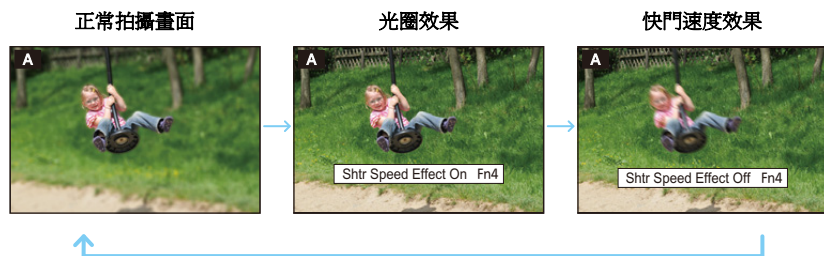 正常拍攝畫面
光圈效果
快門速度效果
A
A
A
Shtr Speed Effect On Fn4
Shtr Speed Effect Off Fn4